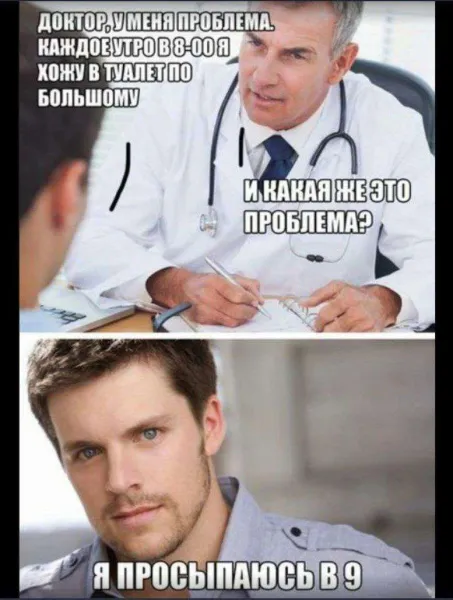 ДОКТОР, У МЕНЯ ПРОБЛЕМА.
КАЖДОЕ УТРО В 8-00 Я
ХОЖУ В ТУАЛЕТ ПО
БОЛЬШОМУ
И КАКАЯ ЖЕ ЭТО
ПРОБЛЕМА?
Я ПРОСЫПАЮСЬ В 9